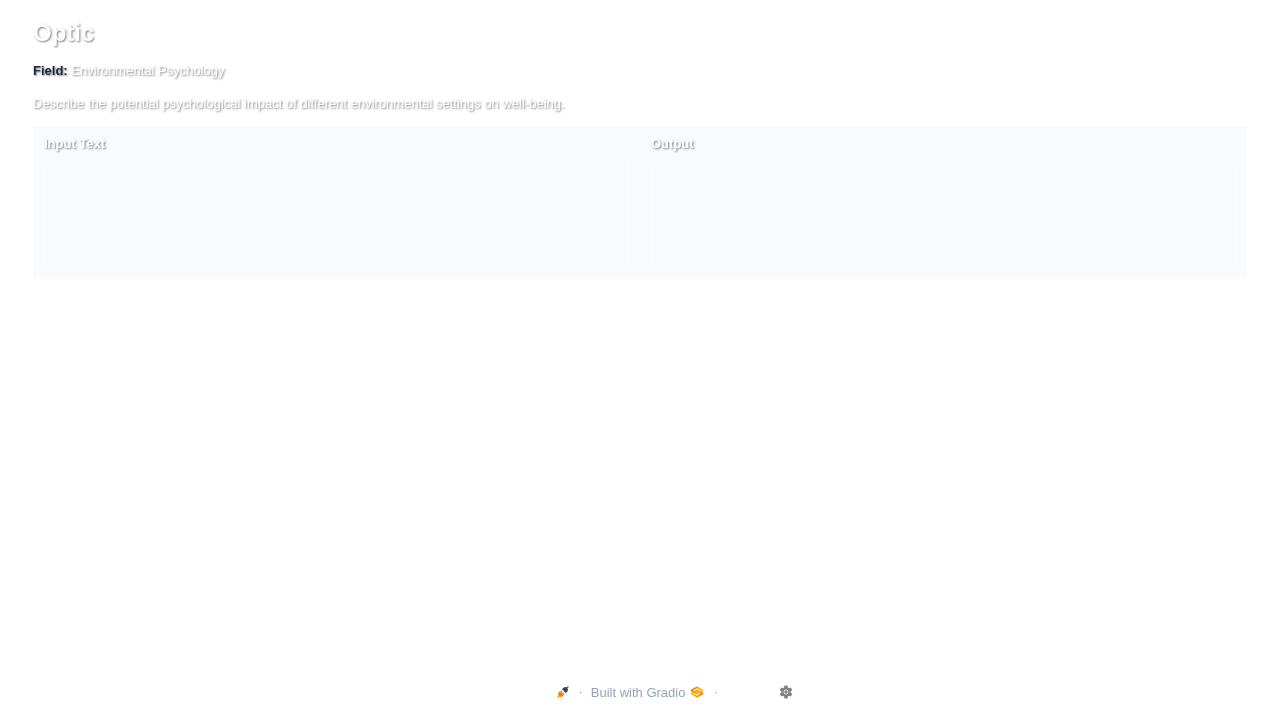 Optic
Field: Environmental Psychology
Describe the potential psychological impact of different environmental settings on well-being.
Input Text
Output
· Built with Gradio ·